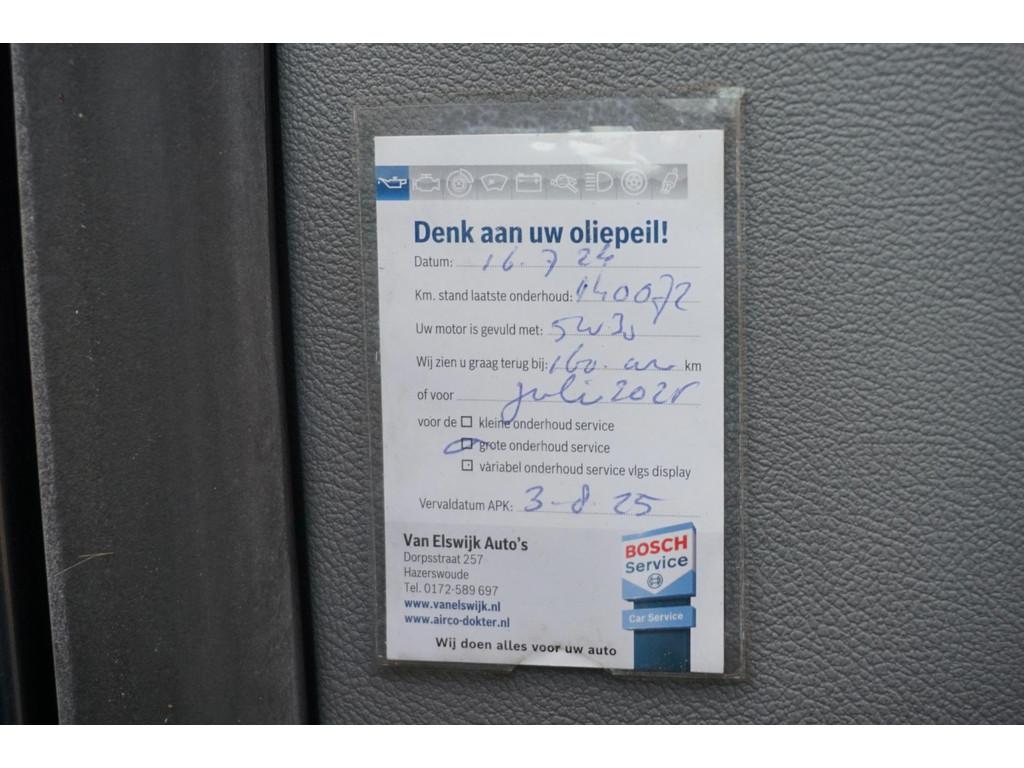 Denk aan uw oliepeil!
Datum: 16.7 24
Km. stand laatste onderhoud: 140072
Uw motor is gevuld met: 5w30
Wij zien u graag terug bij: 160. km
of voor juli 2025
voor de kleine onderhoud service
grote onderhoud service
variabel onderhoud service vlgs display
Vervaldatum APK: 3-8 25
Van Elswijk Auto's
Dorpsstraat 257
Hazerswoude
Tel. 0172-589 697
www.vanelswijk.nl
www.airco-dokter.nl
Wij doen alles voor uw auto
BOSCH
Service
Car Service